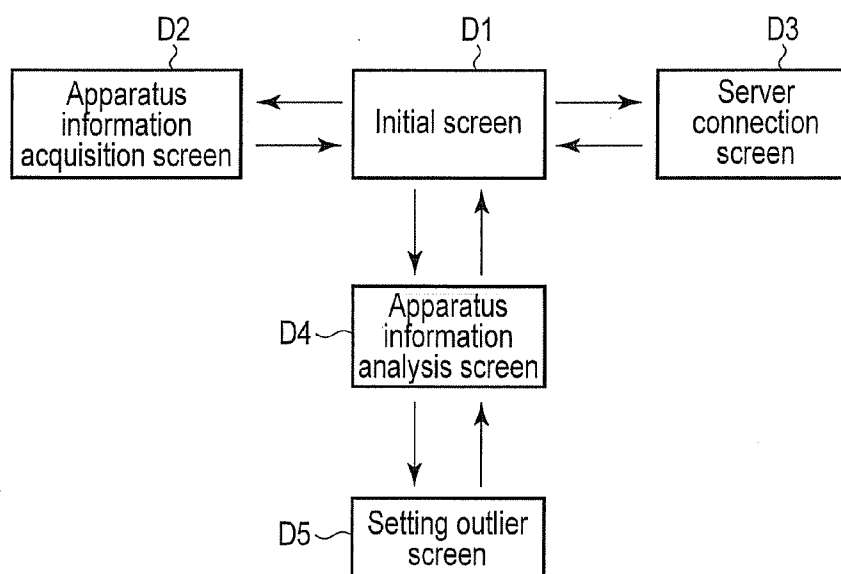 D2
D1
D3
Apparatus
information
acquisition screen
Initial screen
Server
connection
screen
D4
Apparatus
information
analysis screen
D5
Setting outlier
screen